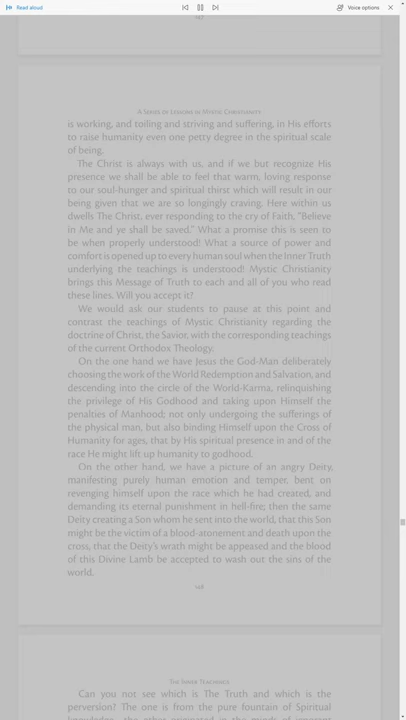 Read aloud
Voice options
147
A Series of Lessons in Mystic Christianity
is working, and toiling and striving and suffering, in His efforts
to raise humanity even one petty degree in the spiritual scale
of being.
The Christ is always with us, and if we but recognize His
presence we shall be able to feel that warm, loving response
to our soul-hunger and spiritual thirst which will result in our
being given that we are so longingly craving. Here within us
dwells The Christ, ever responding to the cry of Faith, "Believe
in Me and ye shall be saved." What a promise this is seen to
be when properly understood! What a source of power and
comfort is opened up to every human soul when the Inner Truth
underlying the teachings is understood! Mystic Christianity
brings this Message of Truth to each and all of you who read
these lines. Will you accept it?
We would ask our students to pause at this point and
contrast the teachings of Mystic Christianity regarding the
doctrine of Christ, the Savior, with the corresponding teachings
of the current Orthodox Theology.
On the one hand we have Jesus the God-Man deliberately
choosing the work of the World Redemption and Salvation, and
descending into the circle of the World-Karma, relinquishing
the privilege of His Godhood and taking upon Himself the
penalties of Manhood; not only undergoing the sufferings of
the physical man, but also binding Himself upon the Cross of
Humanity for ages, that by His spiritual presence in and of the
race He might lift up humanity to godhood.
On the other hand, we have a picture of an angry Deity,
manifesting purely human emotion and temper, bent on
revenging himself upon the race which he had created, and
demanding its eternal punishment in hell-fire; then the same
Deity creating a Son whom he sent into the world, that this Son
might be the victim of a blood-atonement and death upon the
cross, that the Deity's wrath might be appeased and the blood
of this Divine Lamb be accepted to wash out the sins of the
world.
148
The Inner Teachings
Can you not see which is The Truth and which is the
perversion? The one is from the pure fountain of Spiritual